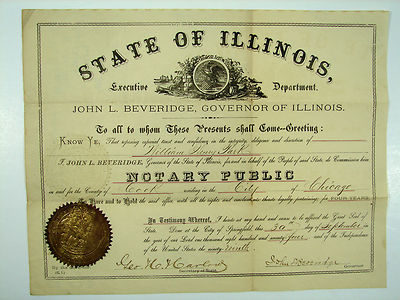 STATE OF ILLINOIS,
Executive Department.
JOHN L. BEVERIDGE, GOVERNOR OF ILLINOIS.
To all to whom These Presents shall Come—Greeting:
KNOW YE, That reposing especial trust and confidence in the integrity, diligence and discretion of
William
I JOHN L. BEVERIDGE, Governor of the State of Illinois, for and in behalf of the People of said State, do Commission him
NOTARY PUBLIC
in and for the County of Cook residing in the City of Chicago
To Have and to Hold the said office, with all the rights and emoluments thereunto legally pertaining, for FOUR YEARS.
In Testimony Whereof, I hereto set my hand and cause to be affixed the Great Seal of
State. Done at the City of Springfield this 30 day of September in the
year of our Lord one thousand eight hundred and seventy-four and of the Independence
of the United States the ninety-ninth.
Geo. H. Harlow
Secretary of State.
John L Beveridge
Governor.